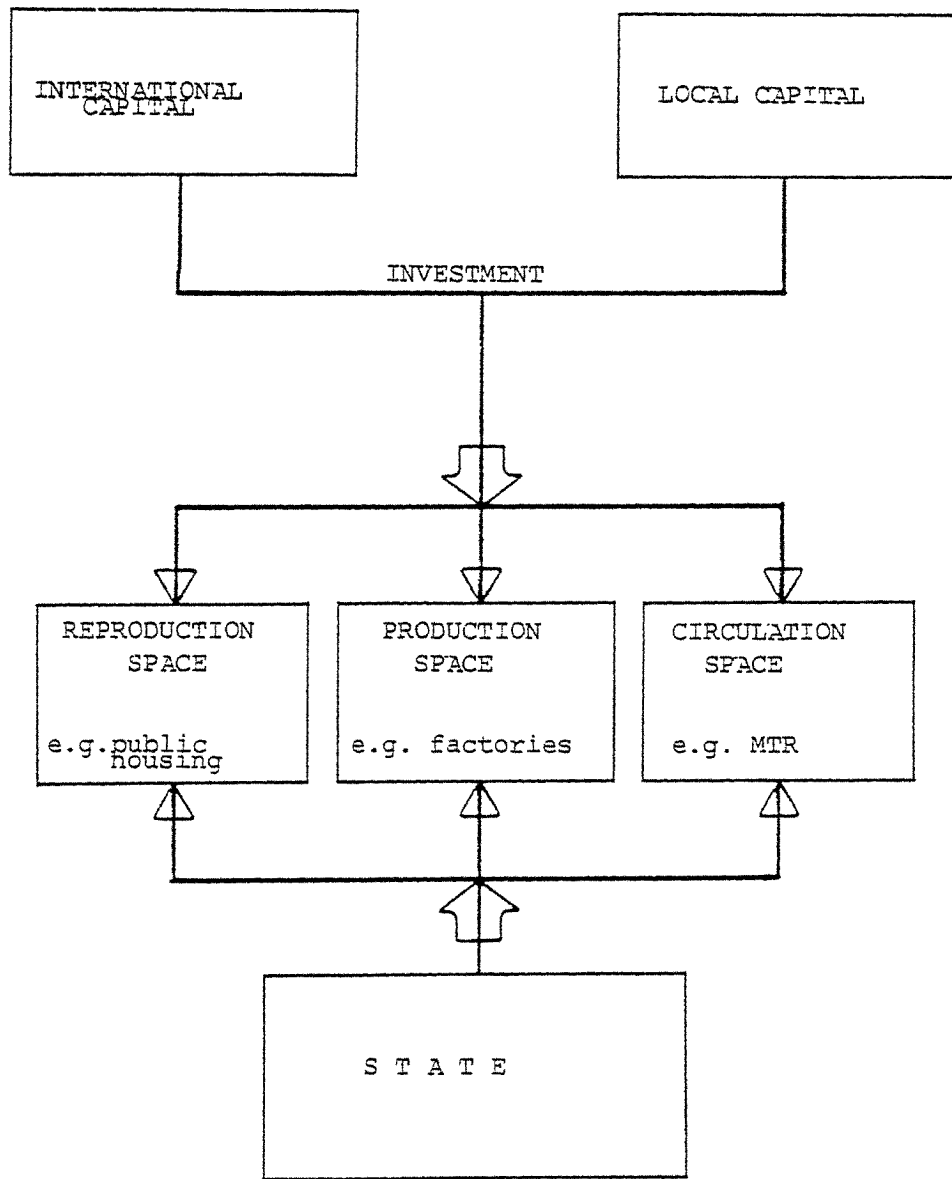 INTERNATIONAL
CAPITAL
LOCAL CAPITAL
INVESTMENT
REPRODUCTION
SPACE
e.g.public
housing
PRODUCTION
SPACE
e.g. factories
CIRCULATION
SPACE
e.g. MTR
S T A T E